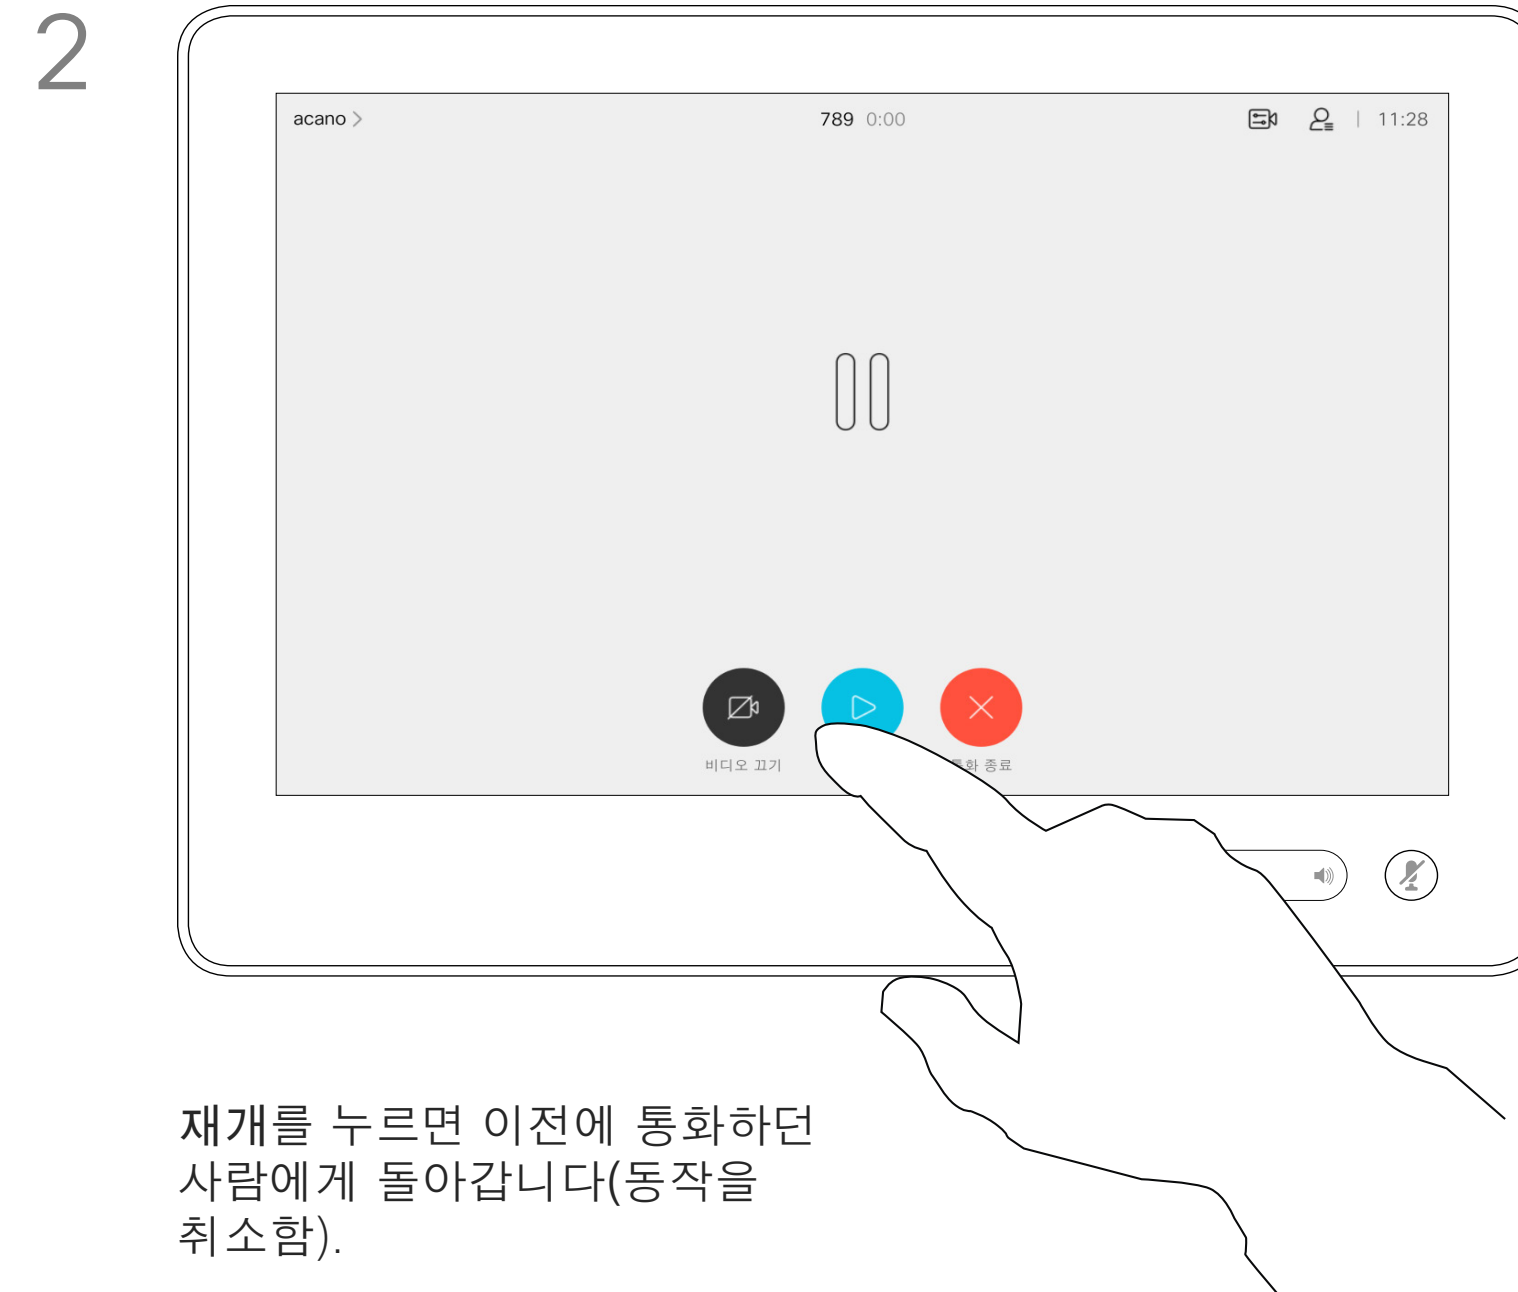 2
acano
789 0:00
11:28
비디오 끄기
종료
재개를 누르면 이전에 통화하던
사람에게 돌아갑니다(동작을
취소함).